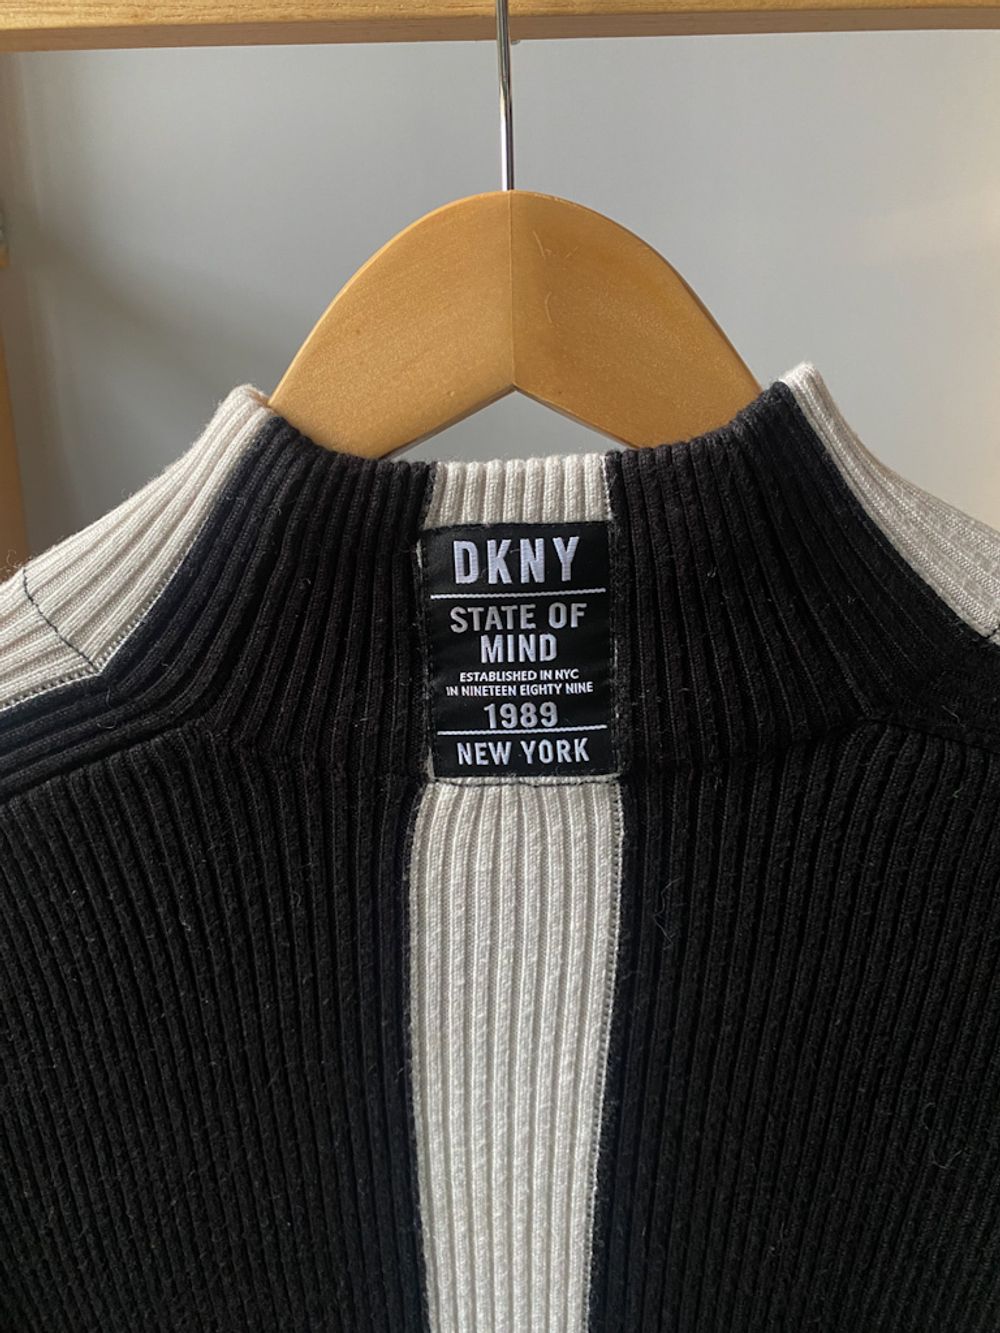 DKNY
STATE OF
MIND
ESTABLISHED IN NYC
IN NINETEEN EIGHTY NINE
1989
NEW YORK